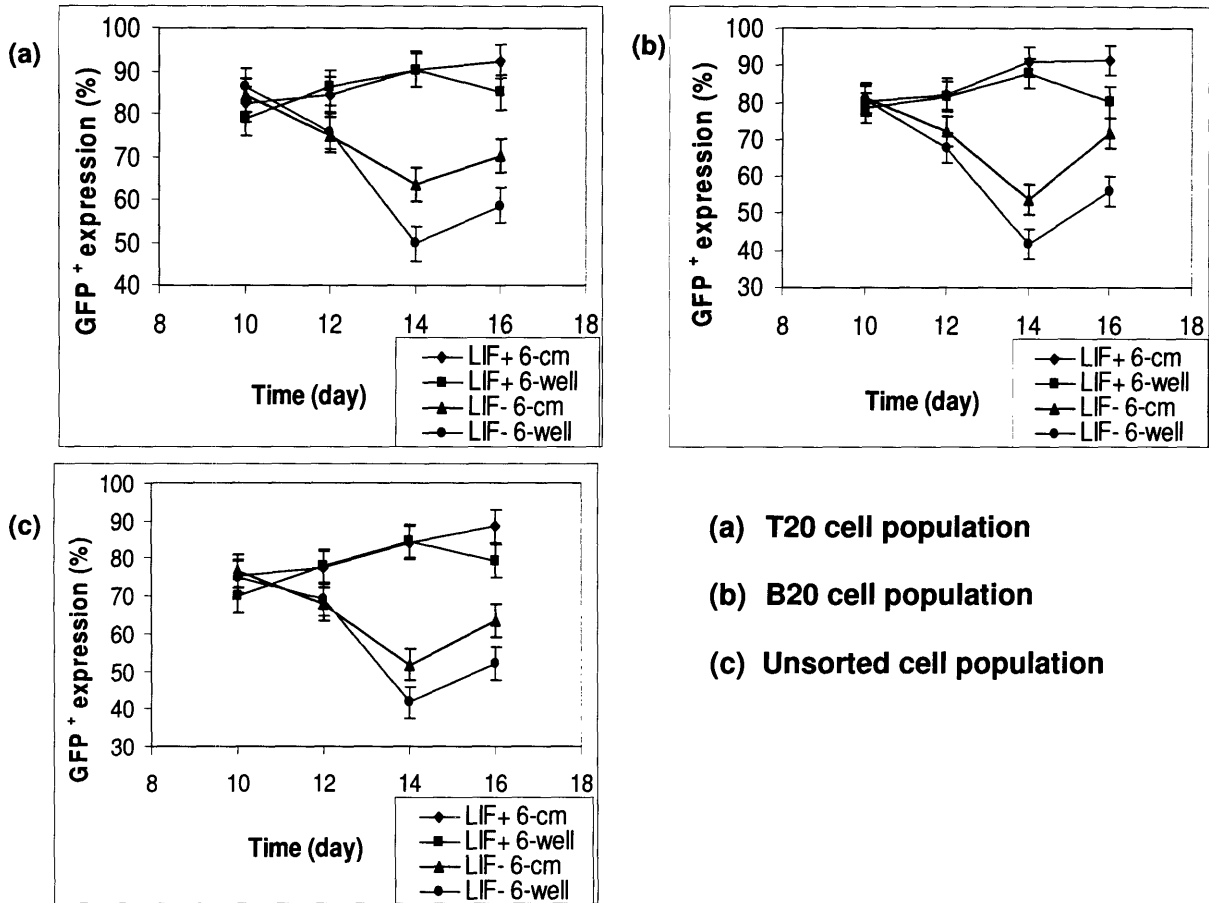 (a)
GFP + expression (%)
100
90
80
70
60
50
40
8 10 12 14 16 18
Time (day)
LIF+ 6-cm
LIF+ 6-well
LIF- 6-cm
LIF- 6-well
(b)
GFP + expression (%)
100
90
80
70
60
50
40
30
8 10 12 14 16 18
Time (day)
LIF+ 6-cm
LIF+ 6-well
LIF- 6-cm
LIF- 6-well
(c)
GFP + expression (%)
100
90
80
70
60
50
40
30
8 10 12 14 16 18
Time (day)
LIF+ 6-cm
LIF+ 6-well
LIF- 6-cm
LIF- 6-well
(a) T20 cell population
(b) B20 cell population
(c) Unsorted cell population